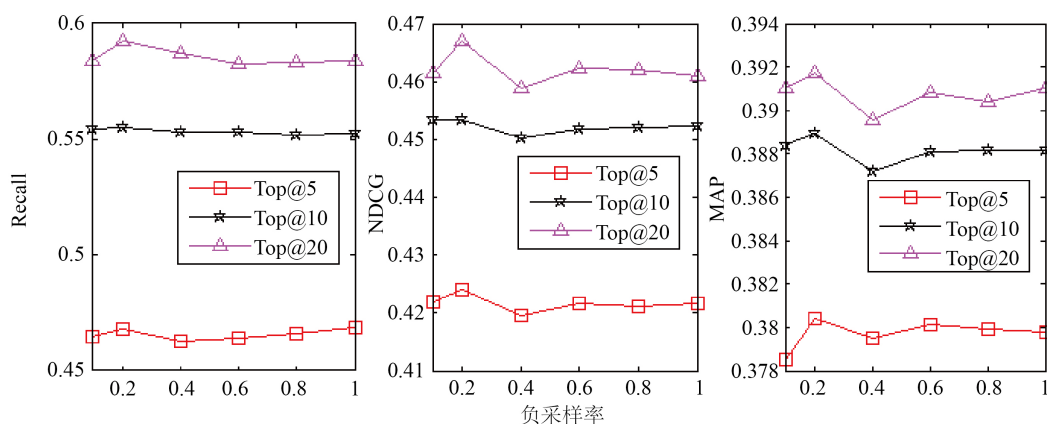 Recall
0.6
0.55
0.5
0.45
0.2 0.4 0.6 0.8 1
Top@5
Top@10
Top@20
NDCG
0.47
0.46
0.45
0.44
0.43
0.42
0.41
0.2 0.4 0.6 0.8 1
Top@5
Top@10
Top@20
负采样率
MAP
0.394
0.392
0.39
0.388
0.386
0.384
0.382
0.38
0.378
0.2 0.4 0.6 0.8 1
Top@5
Top@10
Top@20